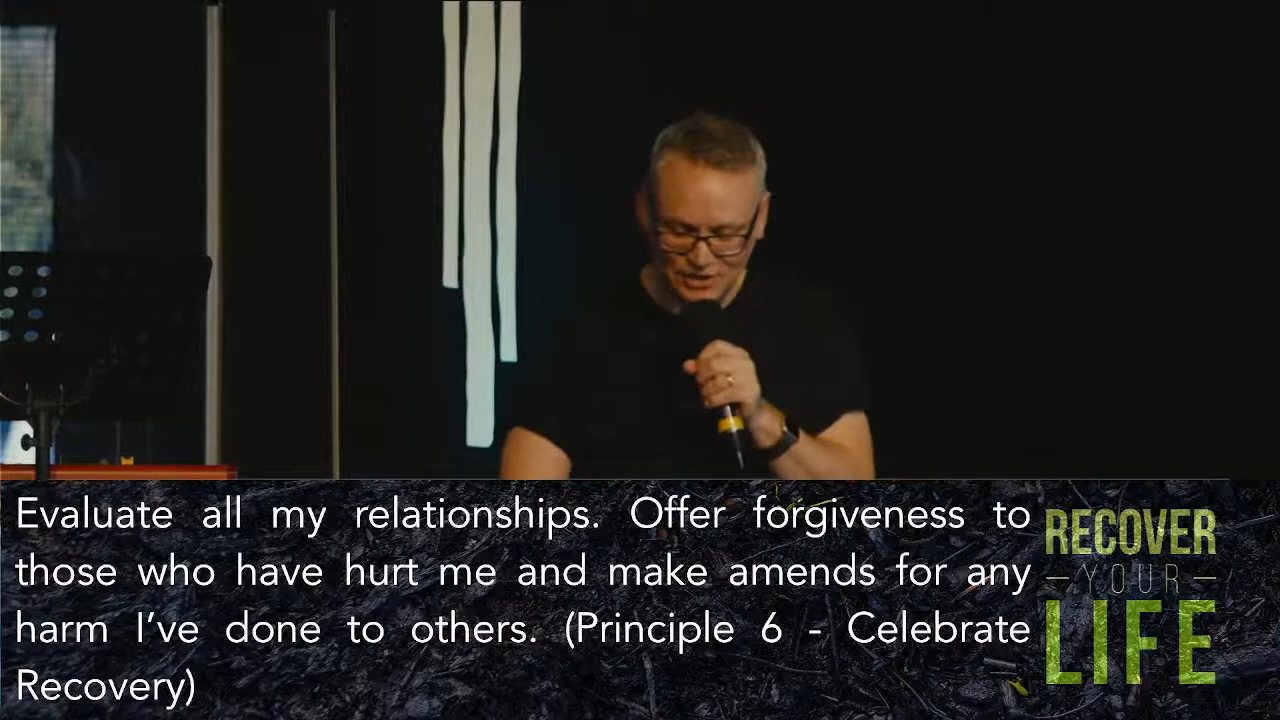 Evaluate all my relationships. Offer forgiveness to
those who have hurt me and make amends for any
harm I've done to others. (Principle 6 - Celebrate
Recovery)
RECOVER
– YOUR –
LIFE